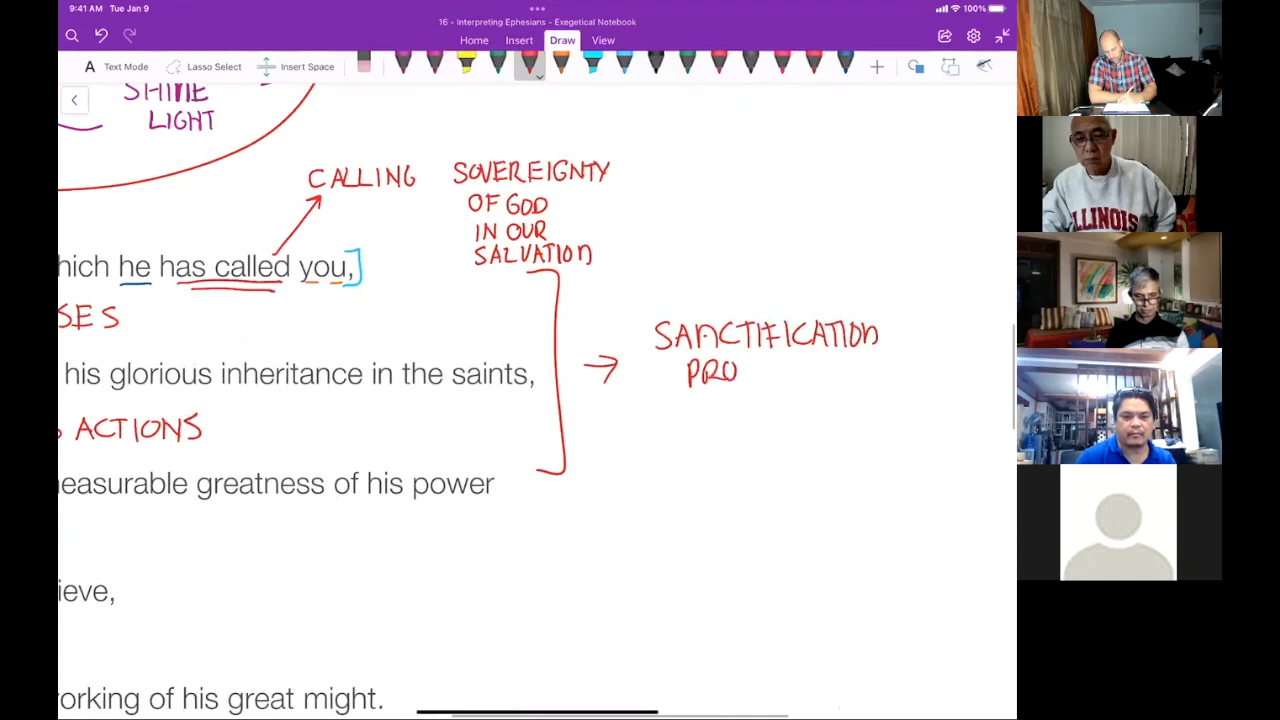 9:41 AM Tue Jan 9
100%
16 - Interpreting Ephesians - Exegetical Notebook
Home Insert Draw View
A Text Mode Lasso Select Insert Space
SHINE
LIGHT
CALLING
SOVEREIGNTY
OF GOD
IN OUR
SALVATION
hich he has called you,
SES
SANCTIFICATION
PRO
his glorious inheritance in the saints,
ACTIONS
neasurable greatness of his power
ieve,
orking of his great might.
ILLINOIS